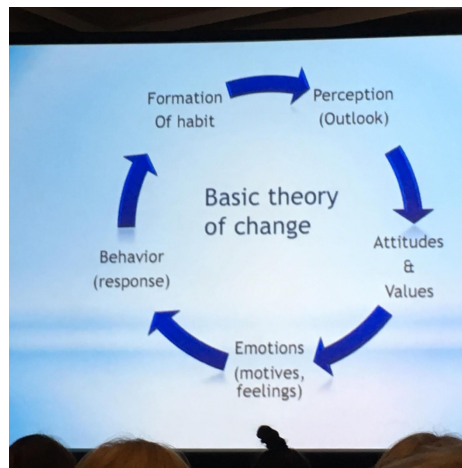 Formation
Of habit
Perception
(Outlook)
Basic theory
of change
Attitudes
&
Values
Behavior
(response)
Emotions
(motives,
feelings)